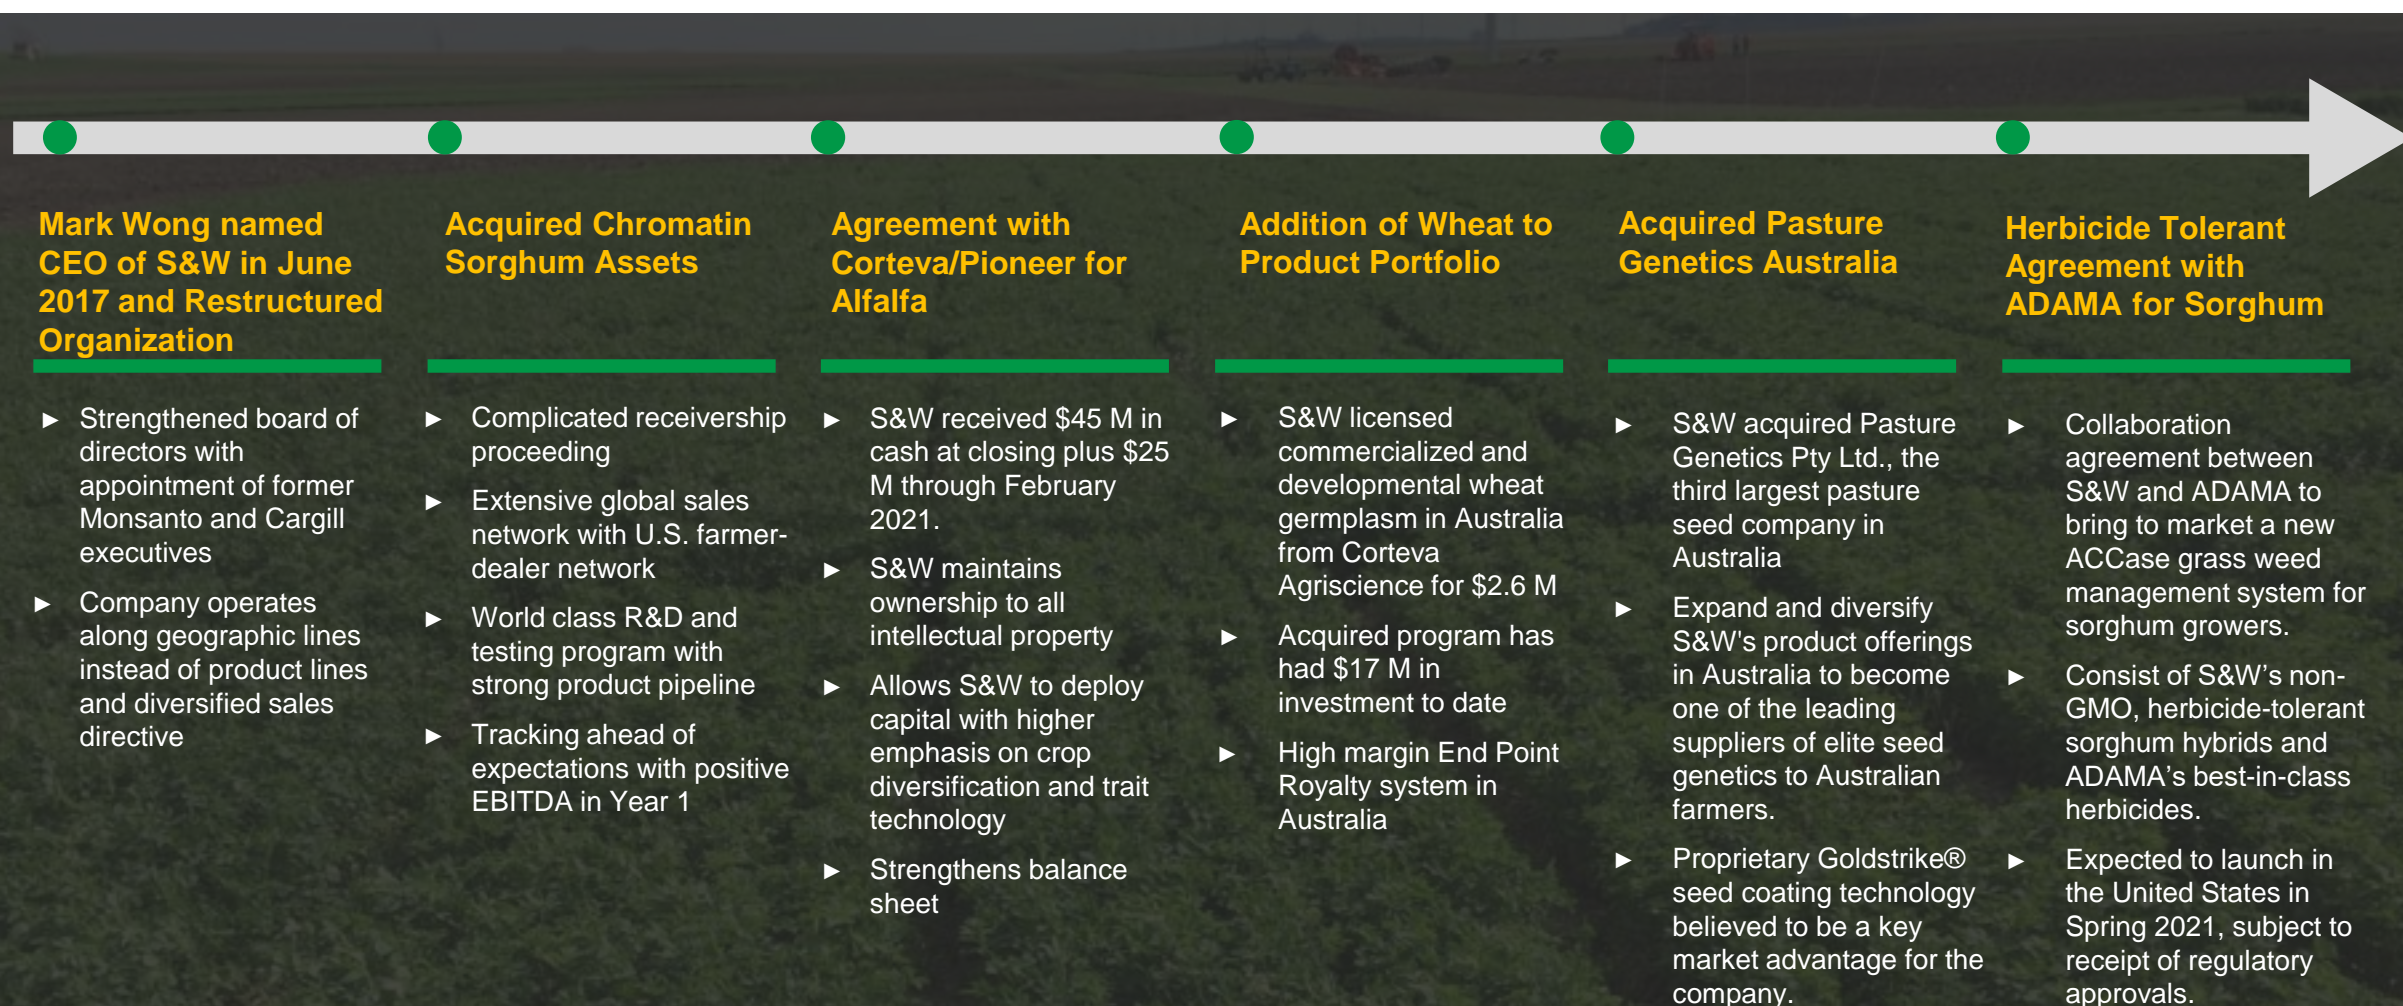 Mark Wong named
CEO of S&W in June
2017 and Restructured
Organization
► Strengthened board of
directors with
appointment of former
Monsanto and Cargill
executives
► Company operates
along geographic lines
instead of product lines
and diversified sales
directive
Acquired Chromatin
Sorghum Assets
► Complicated receivership
proceeding
► Extensive global sales
network with U.S. farmer-
dealer network
► World class R&D and
testing program with
strong product pipeline
► Tracking ahead of
expectations with positive
EBITDA in Year 1
Agreement with
Corteva/Pioneer for
Alfalfa
► S&W received $45 M in
cash at closing plus $25
M through February
2021.
► S&W maintains
ownership to all
intellectual property
► Allows S&W to deploy
capital with higher
emphasis on crop
diversification and trait
technology
► Strengthens balance
sheet
Addition of Wheat to
Product Portfolio
► S&W licensed
commercialized and
developmental wheat
germplasm in Australia
from Corteva
Agriscience for $2.6 M
► Acquired program has
had $17 M in
investment to date
► High margin End Point
Royalty system in
Australia
Acquired Pasture
Genetics Australia
► S&W acquired Pasture
Genetics Pty Ltd., the
third largest pasture
seed company in
Australia
► Expand and diversify
S&W's product offerings
in Australia to become
one of the leading
suppliers of elite seed
genetics to Australian
farmers.
► Proprietary Goldstrike®
seed coating technology
believed to be a key
market advantage for the
company.
Herbicide Tolerant
Agreement with
ADAMA for Sorghum
► Collaboration
agreement between
S&W and ADAMA to
bring to market a new
ACCase grass weed
management system for
sorghum growers.
► Consist of S&W’s non-
GMO, herbicide-tolerant
sorghum hybrids and
ADAMA’s best-in-class
herbicides.
► Expected to launch in
the United States in
Spring 2021, subject to
receipt of regulatory
approvals.